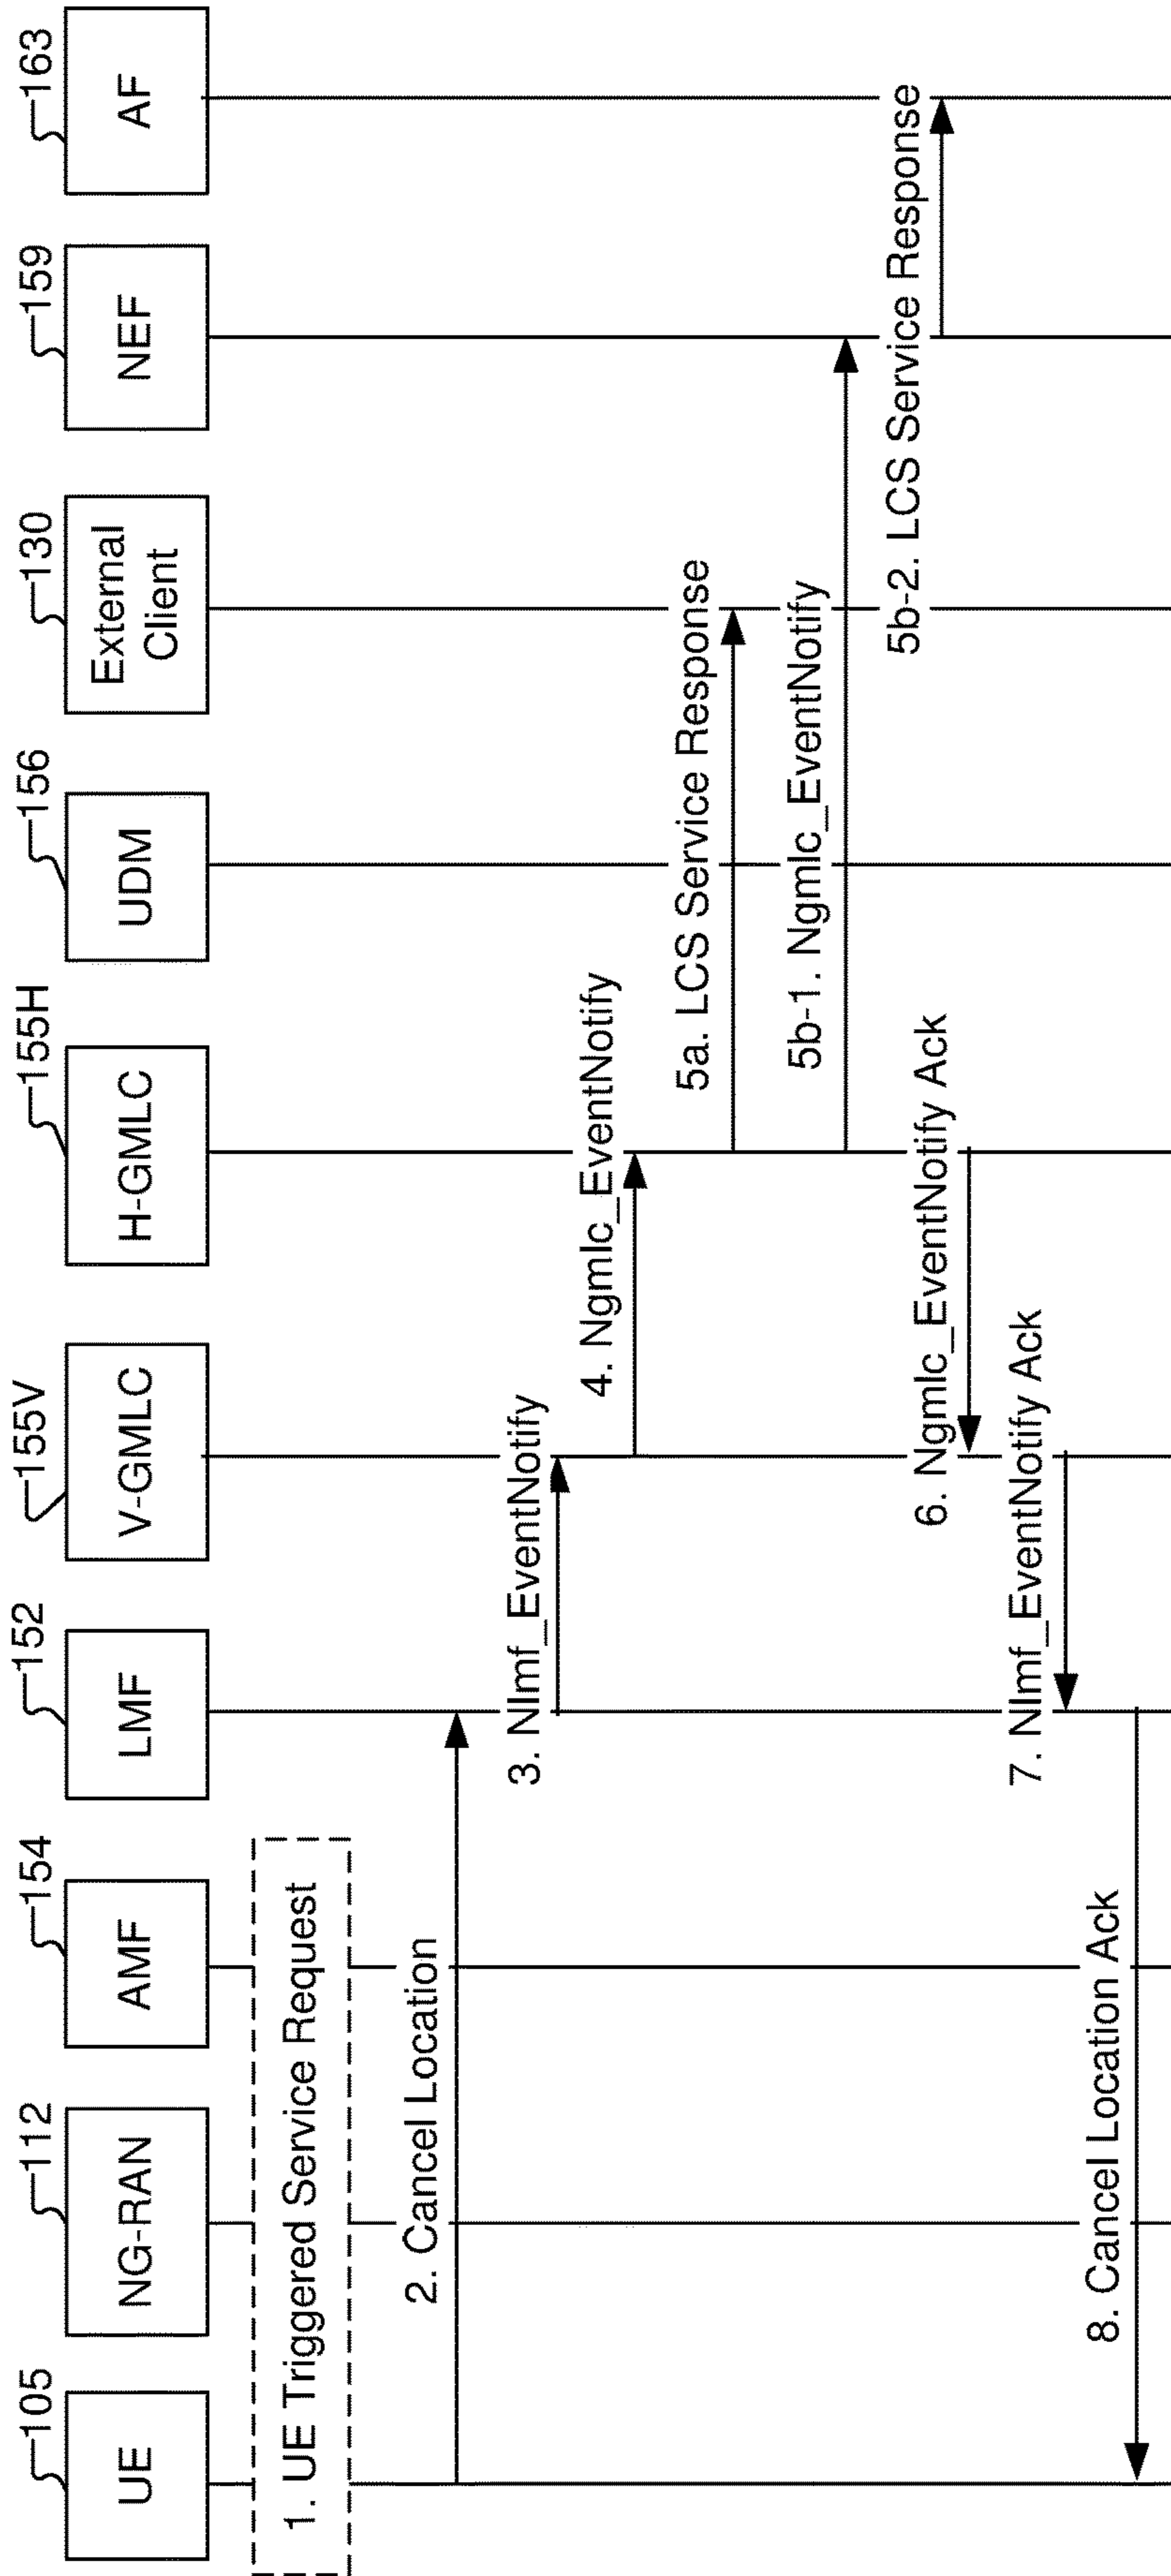 105
112
154
152
155V
155H
156
130
159
163
UE
NG-RAN
AMF
LMF
V-GMLC
H-GMLC
UDM
External
Client
NEF
AF
1. UE Triggered Service Request
2. Cancel Location
3. Nlmf_EventNotify
4. Ngmlc_EventNotify
5a. LCS Service Response
5b-1. Ngmlc_EventNotify
5b-2. LCS Service Response
6. Ngmlc_EventNotify Ack
7. Nlmf_EventNotify Ack
8. Cancel Location Ack